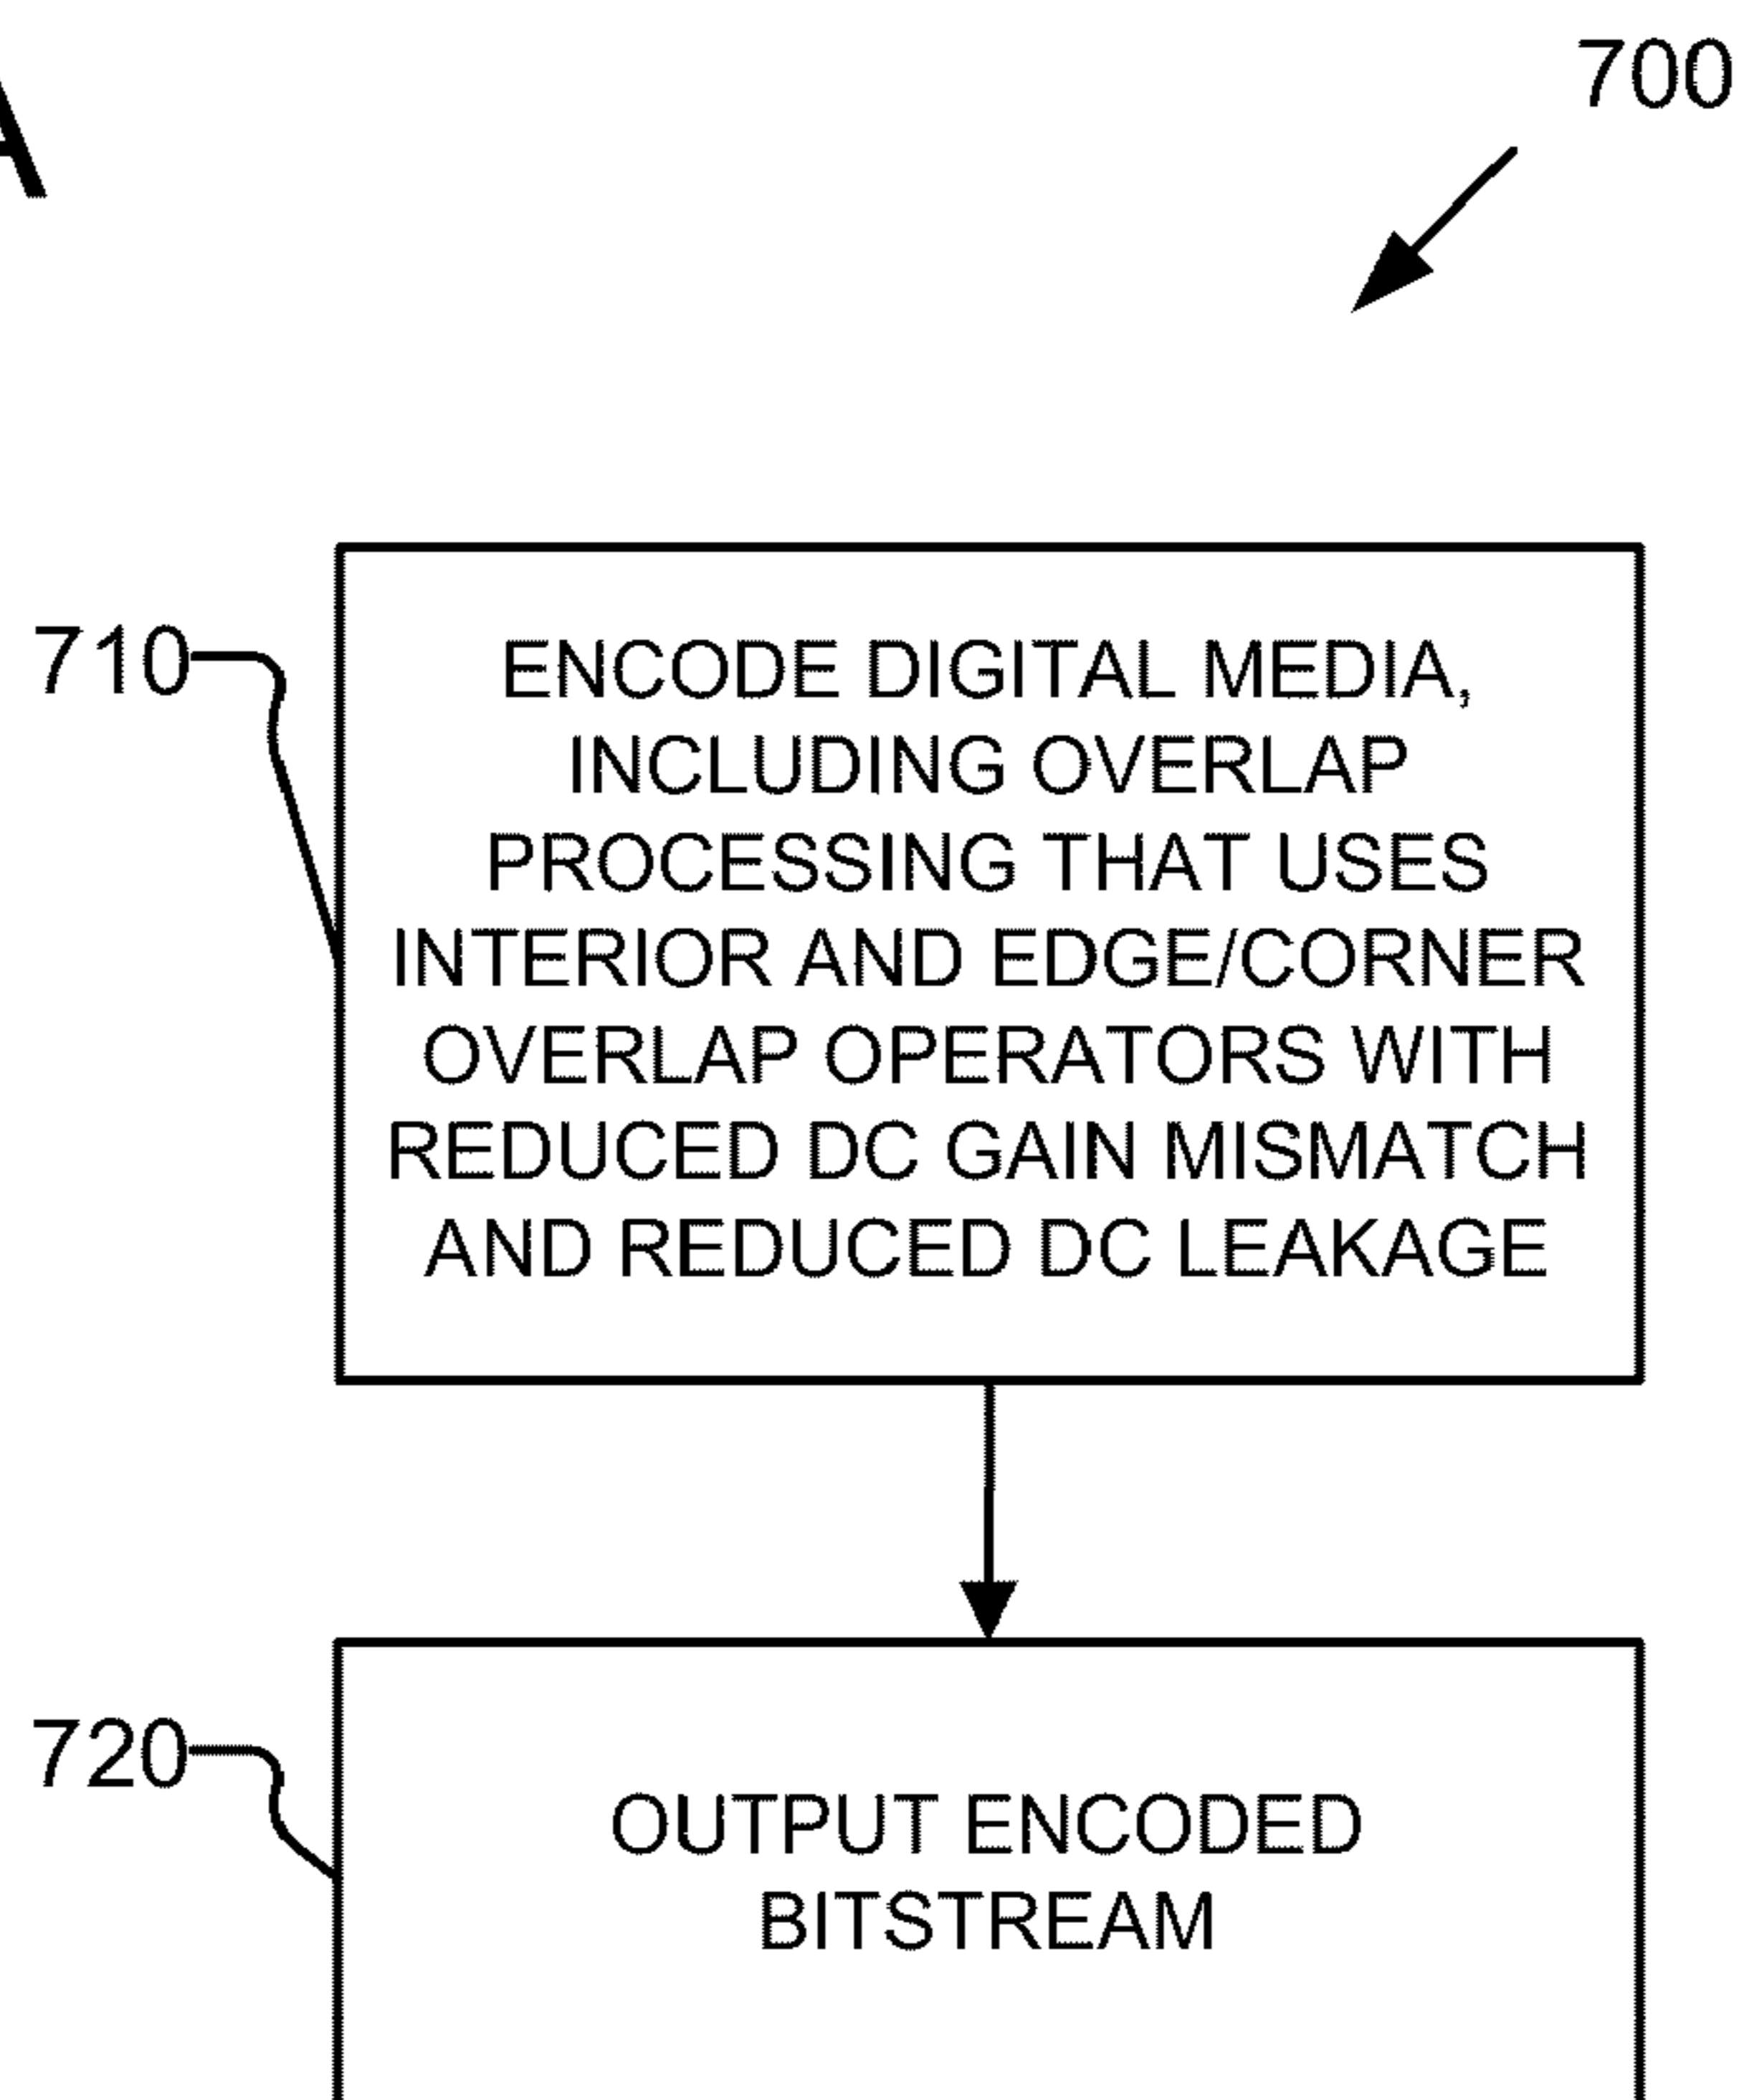 A
700
710
ENCODE DIGITAL MEDIA,
INCLUDING OVERLAP
PROCESSING THAT USES
INTERIOR AND EDGE/CORNER
OVERLAP OPERATORS WITH
REDUCED DC GAIN MISMATCH
AND REDUCED DC LEAKAGE
720
OUTPUT ENCODED
BITSTREAM